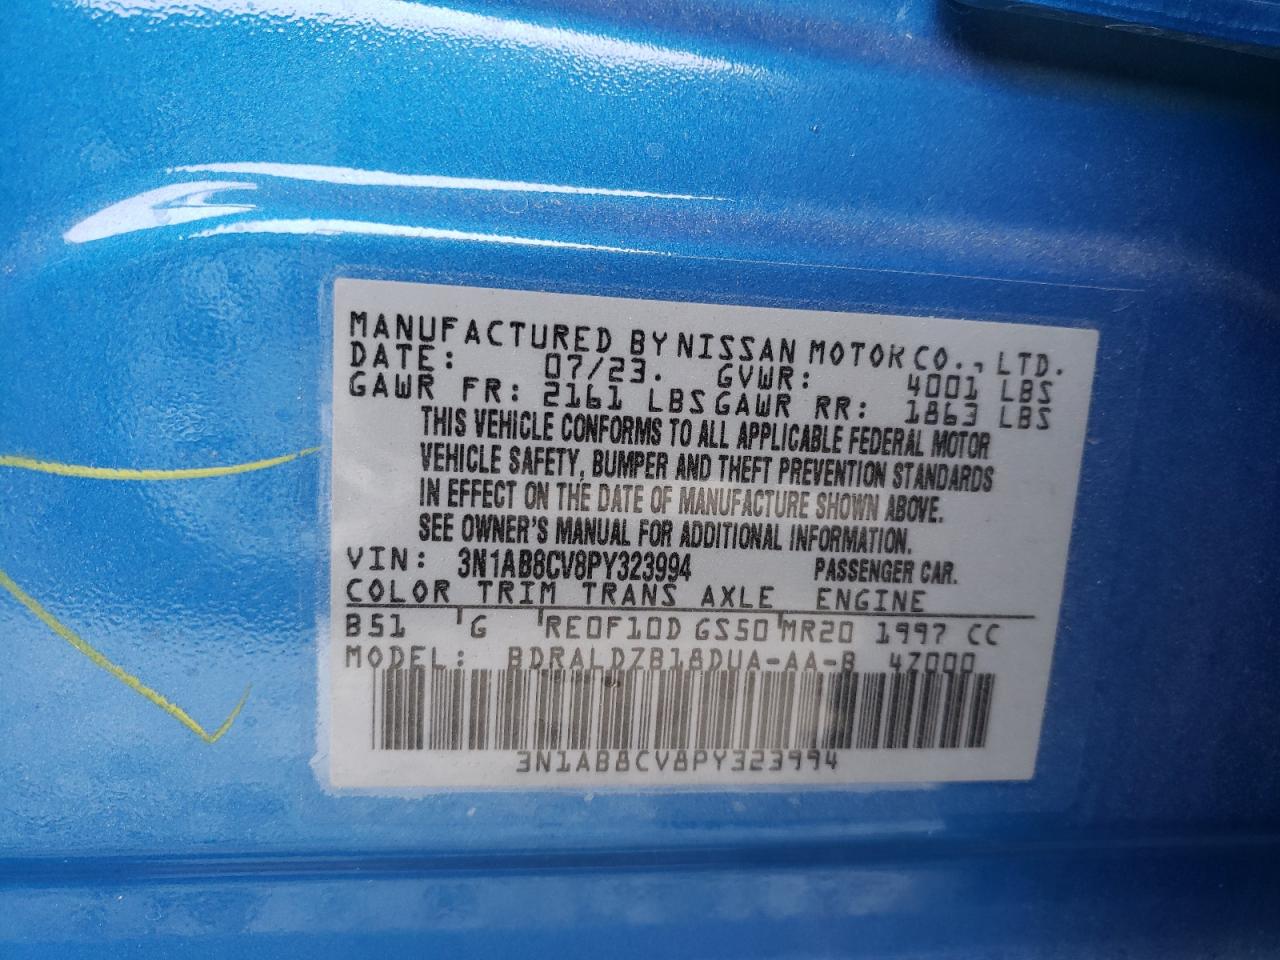 MANUFACTURED BY NISSAN MOTOR CO., LTD.
DATE: 07/23. GVWR: 4001 LBS
GAWR FR: 2161 LBS GAWR RR: 1863 LBS
THIS VEHICLE CONFORMS TO ALL APPLICABLE FEDERAL MOTOR
VEHICLE SAFETY, BUMPER AND THEFT PREVENTION STANDARDS
IN EFFECT ON THE DATE OF MANUFACTURE SHOWN ABOVE.
SEE OWNER'S MANUAL FOR ADDITIONAL INFORMATION.
VIN: 3N1AB8CV8PY323994 PASSENGER CAR.
COLOR TRIM TRANS AXLE ENGINE
B51 G RE0F10D GS50 MR20 1997 CC
MODEL: BDRALDZB18DUA-AA-B 47000
3N1AB8CV8PY323994